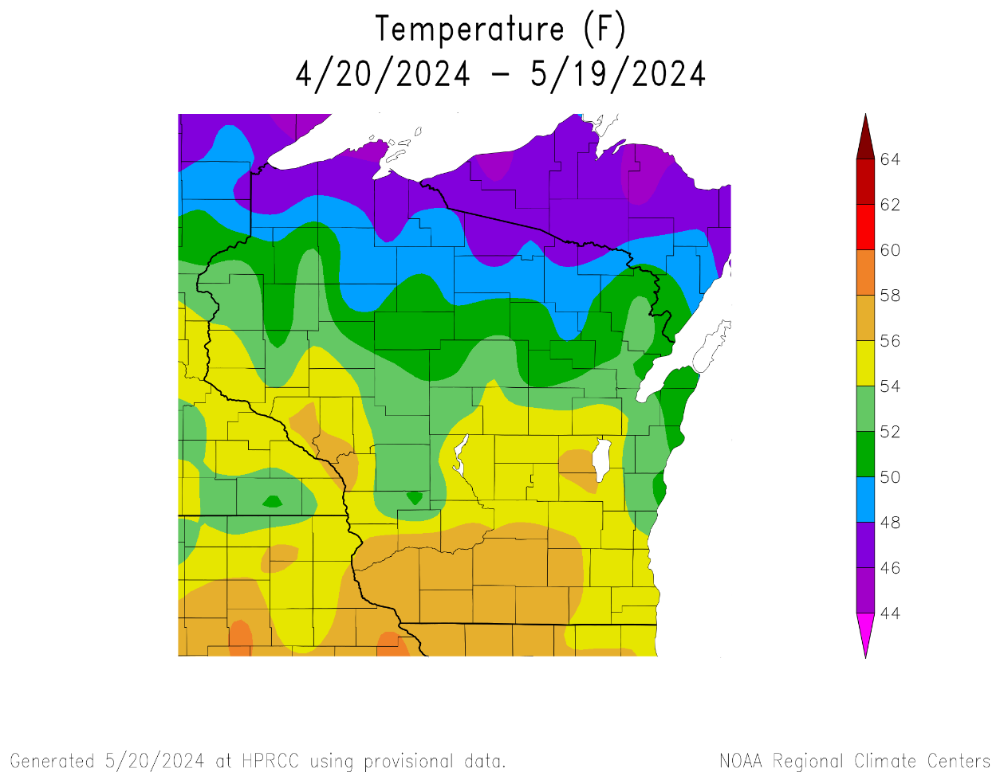 Temperature (F)
4/20/2024 – 5/19/2024
64
62
60
58
56
54
52
50
48
46
44
Generated 5/20/2024 at HPRCC using provisional data.
NOAA Regional Climate Centers